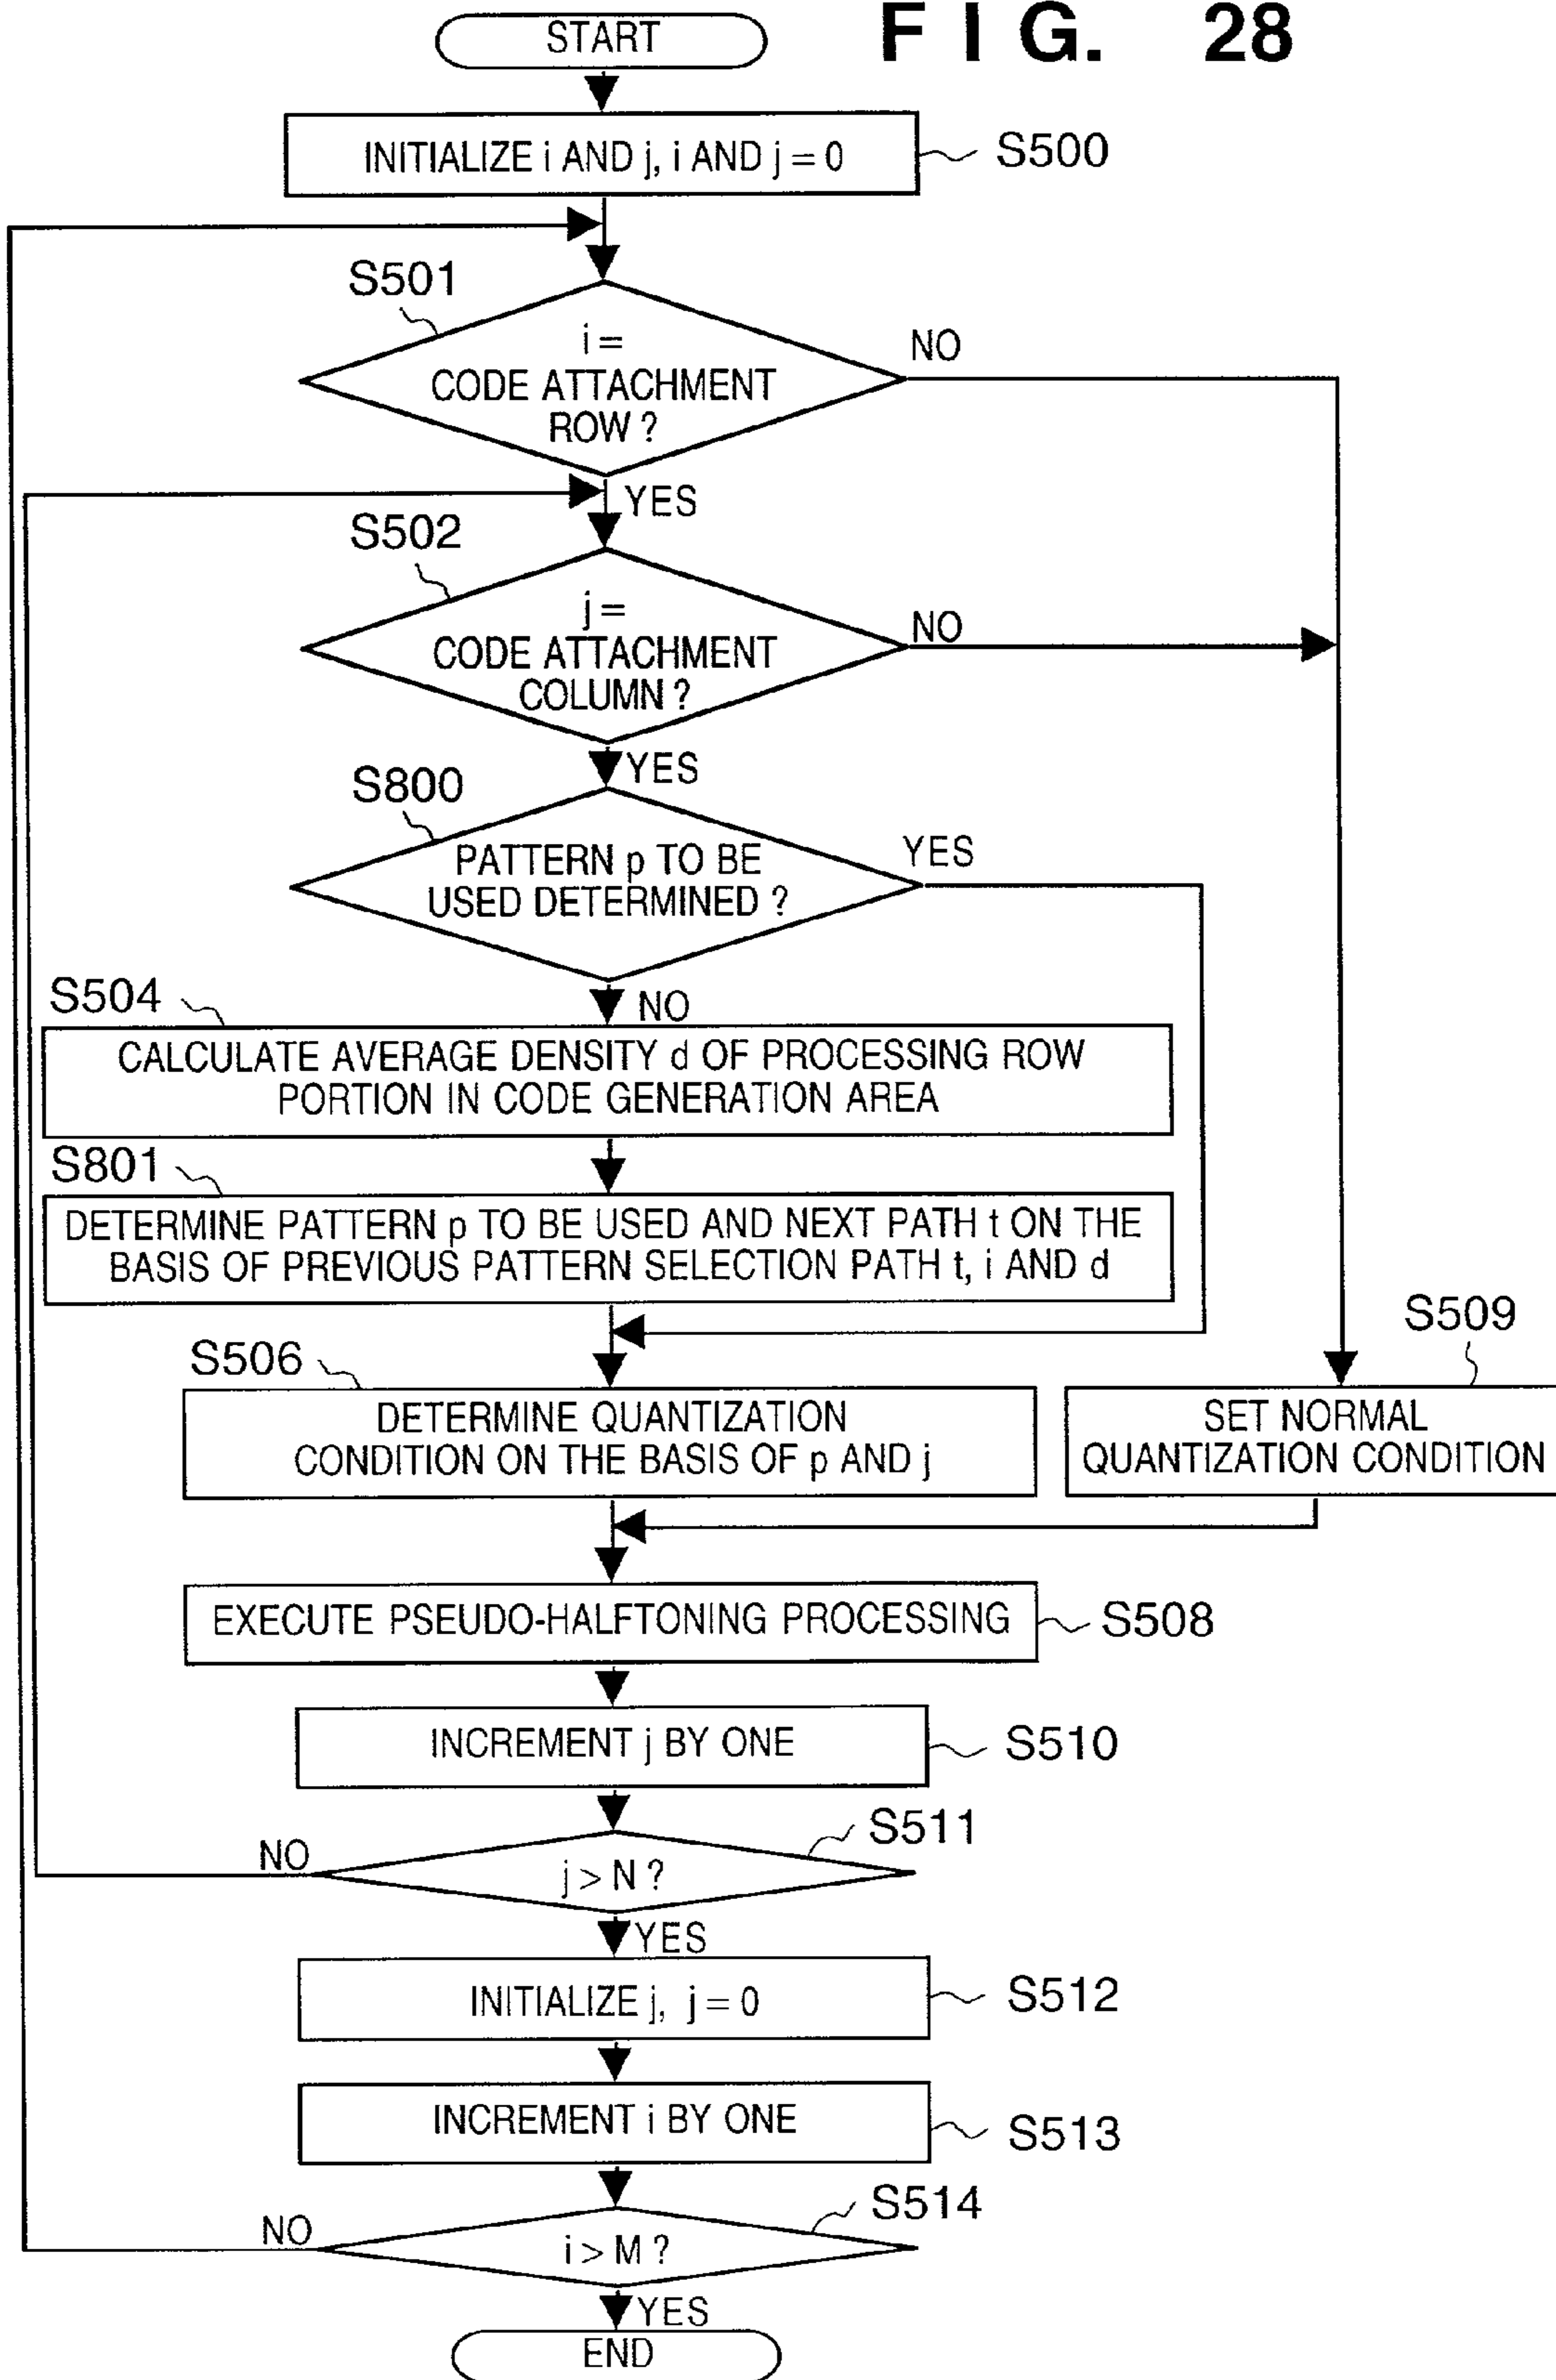 FIG. 28
START
INITIALIZE i AND j, i AND j = 0
S500
S501
i =
CODE ATTACHMENT
ROW ?
NO
YES
S502
j =
CODE ATTACHMENT
COLUMN ?
NO
YES
S800
PATTERN p TO BE
USED DETERMINED ?
YES
NO
S504
CALCULATE AVERAGE DENSITY d OF PROCESSING ROW
PORTION IN CODE GENERATION AREA
S801
DETERMINE PATTERN p TO BE USED AND NEXT PATH t ON THE
BASIS OF PREVIOUS PATTERN SELECTION PATH t, i AND d
S506
DETERMINE QUANTIZATION
CONDITION ON THE BASIS OF p AND j
S509
SET NORMAL
QUANTIZATION CONDITION
EXECUTE PSEUDO-HALFTONING PROCESSING
S508
INCREMENT j BY ONE
S510
S511
j > N ?
NO
YES
INITIALIZE j, j = 0
S512
INCREMENT i BY ONE
S513
S514
i > M ?
NO
YES
END